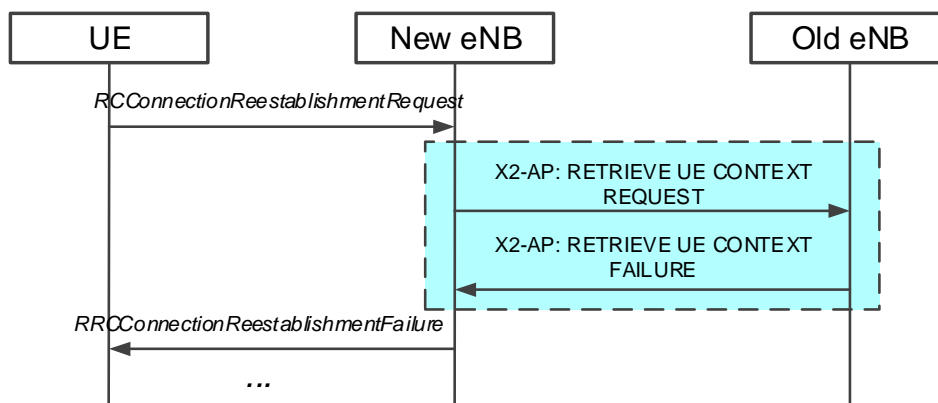 UE
New eNB
Old eNB
RCConnectionReestablishmentRequest
X2-AP: RETRIEVE UE CONTEXT
REQUEST
X2-AP: RETRIEVE UE CONTEXT
FAILURE
RRCConnectionReestablishmentFailure
...